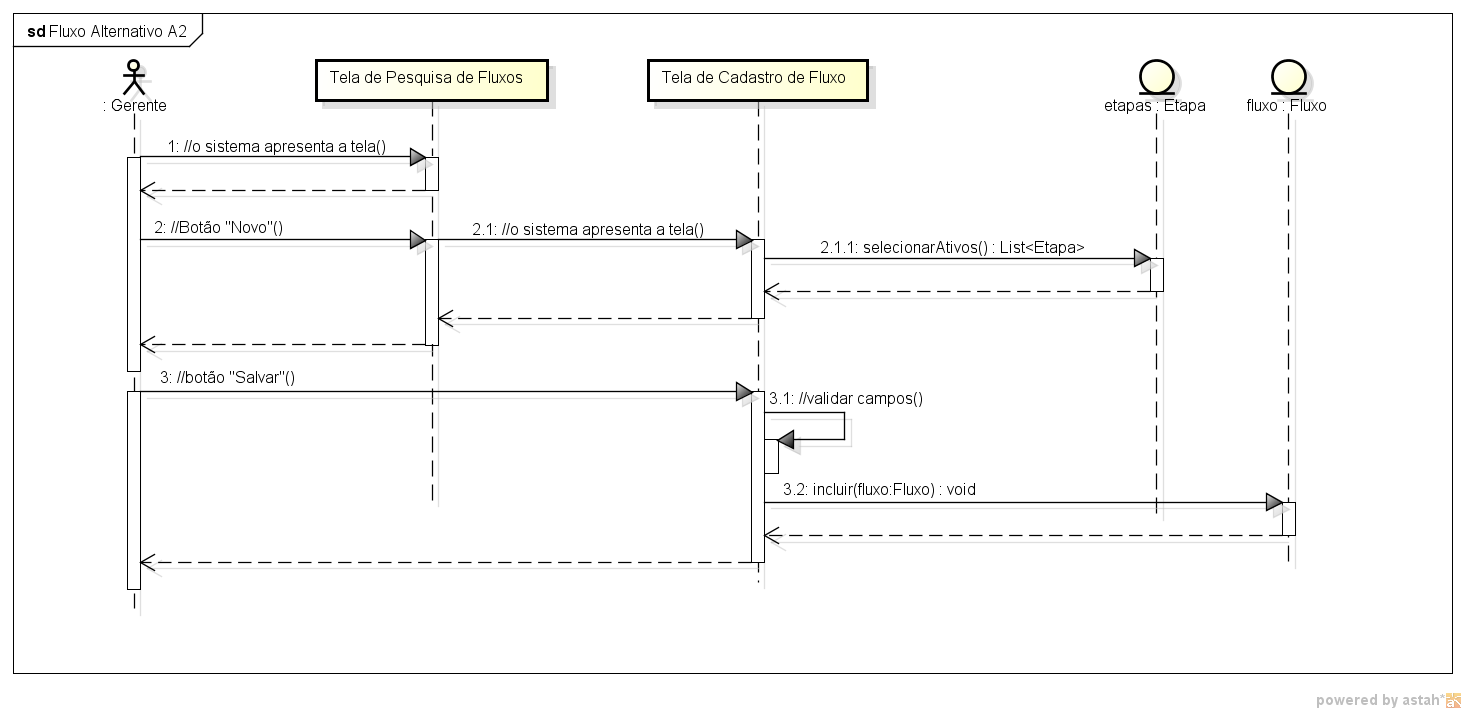 sd Fluxo Alternativo A2
: Gerente
Tela de Pesquisa de Fluxos
Tela de Cadastro de Fluxo
etapas : Etapa
fluxo : Fluxo
1: //o sistema apresenta a tela()
2: //Botão "Novo"()
2.1: //o sistema apresenta a tela()
2.1.1: selecionarAtivos() : List<Etapa>
3: //botão "Salvar"()
3.1: //validar campos()
3.2: incluir(fluxo:Fluxo) : void
powered by astah*